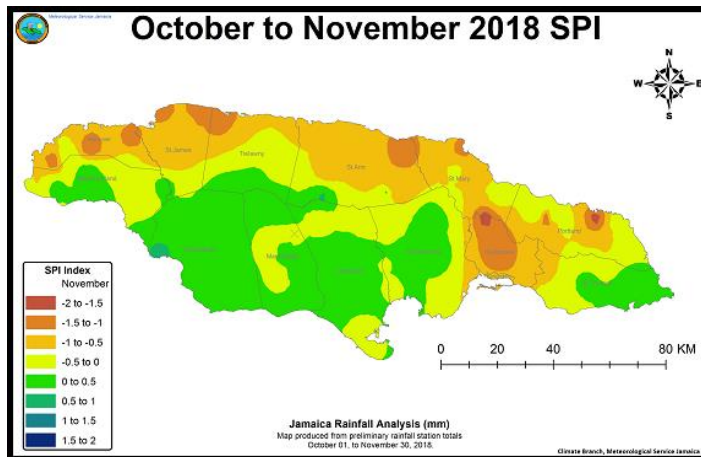 Meteorological Service Jamaica
October to November 2018 SPI
N
W
E
S
St.James
Trelawny
St.Ann
St Mary
Portland
SPI Index
November
-2 to -1.5
-1.5 to -1
-1 to -0.5
-0.5 to 0
0 to 0.5
0.5 to 1
1 to 1.5
1.5 to 2
0 20 40 60 80 KM
Jamaica Rainfall Analysis (mm)
Map produced from preliminary rainfall station totals
October 01, to November 30, 2018.
Climate Branch, Meteorological Service Jamaica